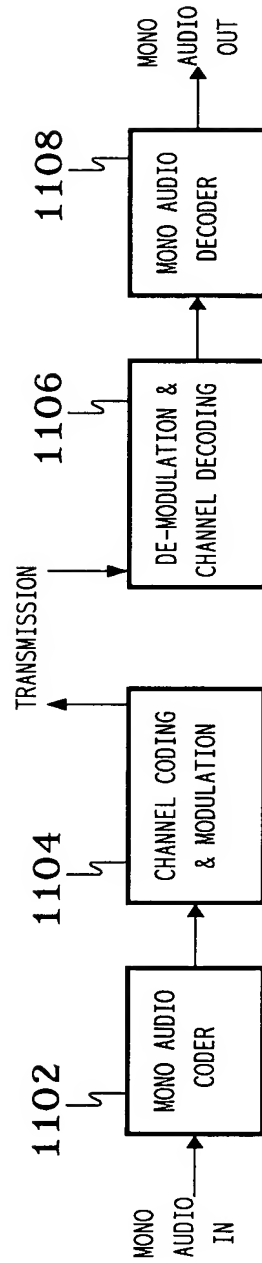 MONO
AUDIO
IN
1102
MONO AUDIO
CODER
1104
CHANNEL CODING
& MODULATION
TRANSMISSION
1106
DE-MODULATION &
CHANNEL DECODING
1108
MONO AUDIO
DECODER
MONO
AUDIO
OUT